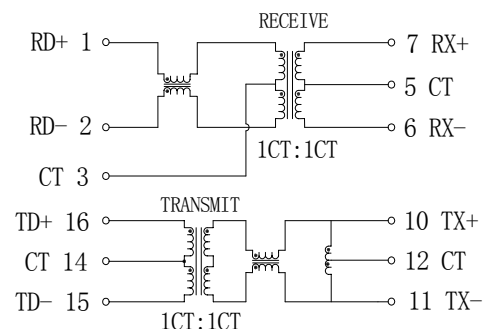 RECEIVE
RD+ 1
7 RX+
5 CT
RD- 2
6 RX-
1CT:1CT
CT 3
TRANSMIT
TD+ 16
10 TX+
CT 14
12 CT
TD- 15
11 TX-
1CT:1CT